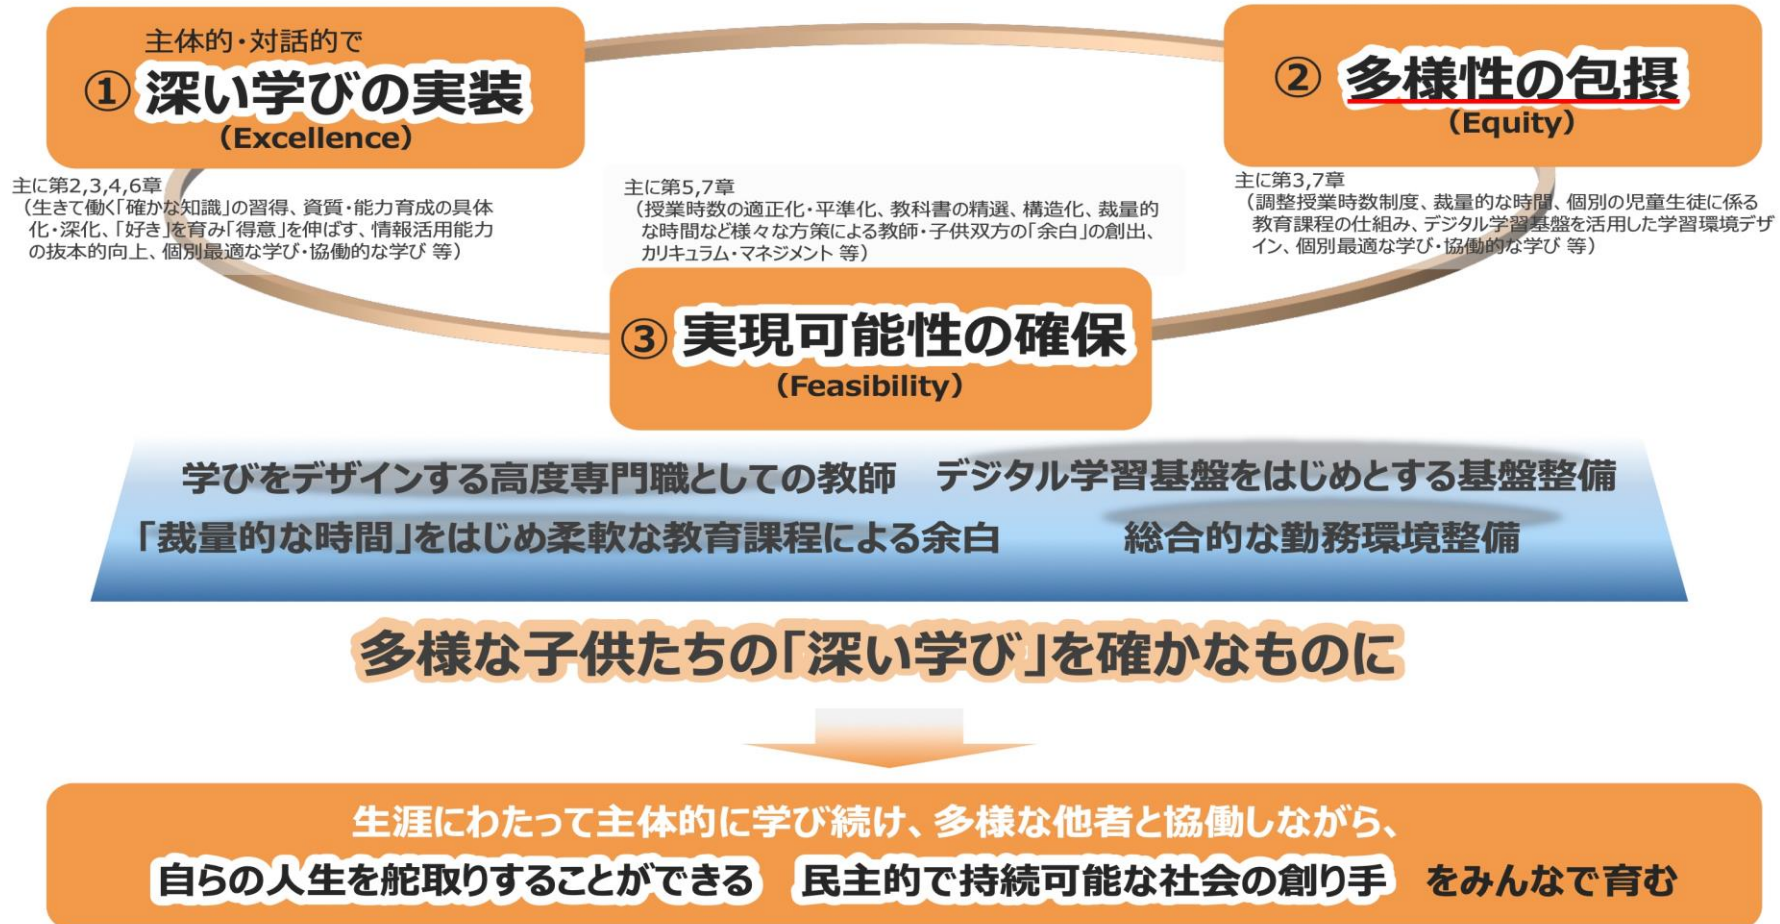 主体的・対話的で
① 深い学びの実装
（Excellence）
② 多様性の包摂
（Equity）
主に第2,3,4,6章
（生きて働く「確かな知識」の習得、資質・能力育成の具体
化・深化、「好き」を育み「得意」を伸ばす、情報活用能力
の抜本的向上、個別最適な学び・協働的な学び 等）
主に第5,7章
（授業時数の適正化・平準化、教科書の精選、構造化、裁量的
な時間など様々な方策による教師・子供双方の「余白」の創出、
カリキュラム・マネジメント 等）
主に第3,7章
（調整授業時数制度、裁量的な時間、個別の児童生徒に係る
教育課程の仕組み、デジタル学習基盤を活用した学習環境デザ
イン、個別最適な学び・協働的な学び 等）
③ 実現可能性の確保
（Feasibility）
学びをデザインする高度専門職としての教師 デジタル学習基盤をはじめとする基盤整備
「裁量的な時間」をはじめ柔軟な教育課程による余白 総合的な勤務環境整備
多様な子供たちの「深い学び」を確かなものに
生涯にわたって主体的に学び続け、多様な他者と協働しながら、
自らの人生を舵取りすることができる 民主的で持続可能な社会の創り手 をみんなで育む